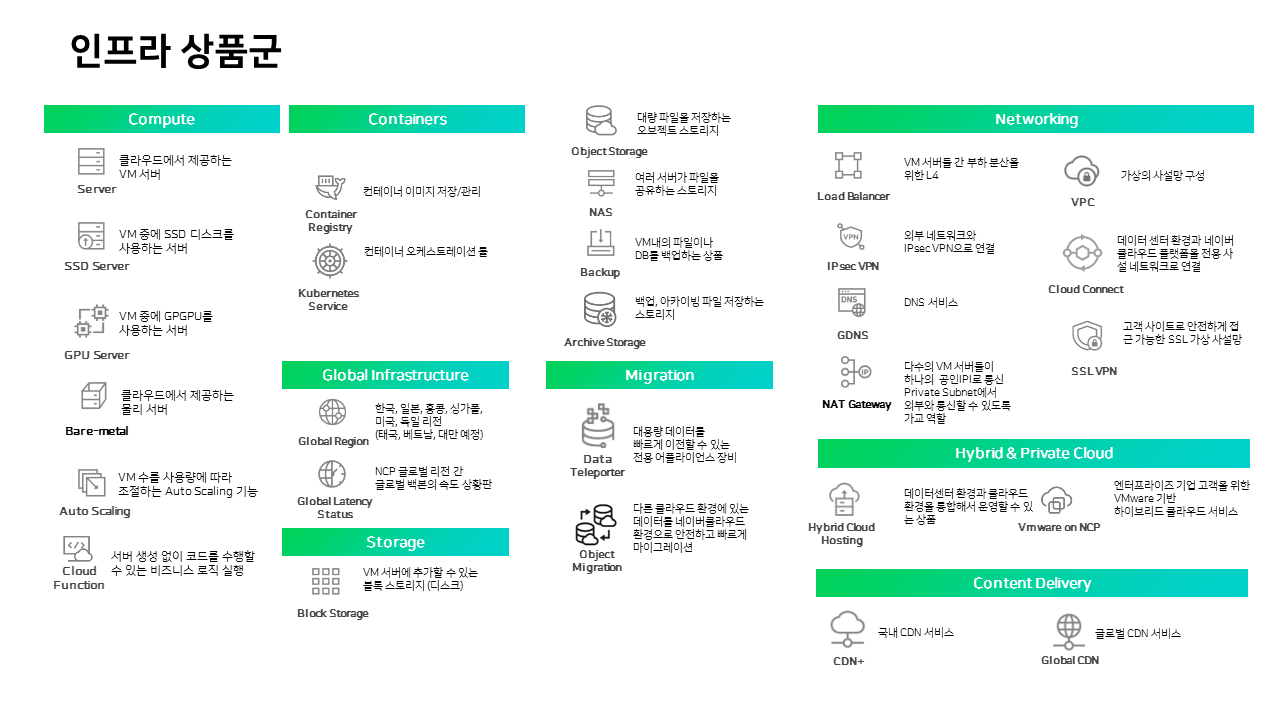 인프라 상품군
Compute
클라우드에서 제공하는
VM 서버
Server
VM 중에 SSD 디스크를
사용하는 서버
SSD Server
VM 중에 GPGPU를
사용하는 서버
GPU Server
클라우드에서 제공하는
물리 서버
Bare-metal
VM 수를 사용량에 따라
조절하는 Auto Scaling 기능
Auto Scaling
서버 생성 없이 코드를 수행할
수 있는 비즈니스 로직 실행
Cloud
Function
Containers
컨테이너 이미지 저장/관리
Container
Registry
컨테이너 오케스트레이션 툴
Kubernetes
Service
Global Infrastructure
한국, 일본, 홍콩, 싱가폴,
미국, 독일 리전
(태국, 베트남, 대만 예정)
Global Region
NCP 글로벌 리전 간
글로벌 백본의 속도 상황판
Global Latency
Status
Storage
VM 서버에 추가할 수 있는
블록 스토리지 (디스크)
Block Storage
대량 파일을 저장하는
오브젝트 스토리지
Object Storage
여러 서버가 파일을
공유하는 스토리지
NAS
VM내의 파일이나
DB를 백업하는 상품
Backup
백업, 아카이빙 파일 저장하는
스토리지
Archive Storage
Migration
대용량 데이터를
빠르게 이전할 수 있는
전용 어플라이언스 장비
Data
Teleporter
다른 클라우드 환경에 있는
데이터를 네이버클라우드
환경으로 안전하고 빠르게
마이그레이션
Object
Migration
Networking
VM 서버들 간 부하 분산을
위한 L4
Load Balancer
VPN
외부 네트워크와
IPsec VPN으로 연결
IPsec VPN
DNS
DNS 서비스
GDNS
IP
다수의 VM 서버들이
하나의 공인IP로 통신
Private Subnet에서
외부와 통신할 수 있도록
가교 역할
NAT Gateway
가상의 사설망 구성
VPC
데이터 센터 환경과 네이버
클라우드 플랫폼을 전용 사
설 네트워크로 연결
Cloud Connect
고객 사이트로 안전하게 접
근 가능한 SSL 가상 사설망
SSL VPN
Hybrid & Private Cloud
데이터센터 환경과 클라우드
환경을 통합해서 운영할 수 있
는 상품
Hybrid Cloud
Hosting
엔터프라이즈 기업 고객을 위한
VMware 기반
하이브리드 클라우드 서비스
Vmware on NCP
Content Delivery
국내 CDN 서비스
CDN+
글로벌 CDN 서비스
Global CDN